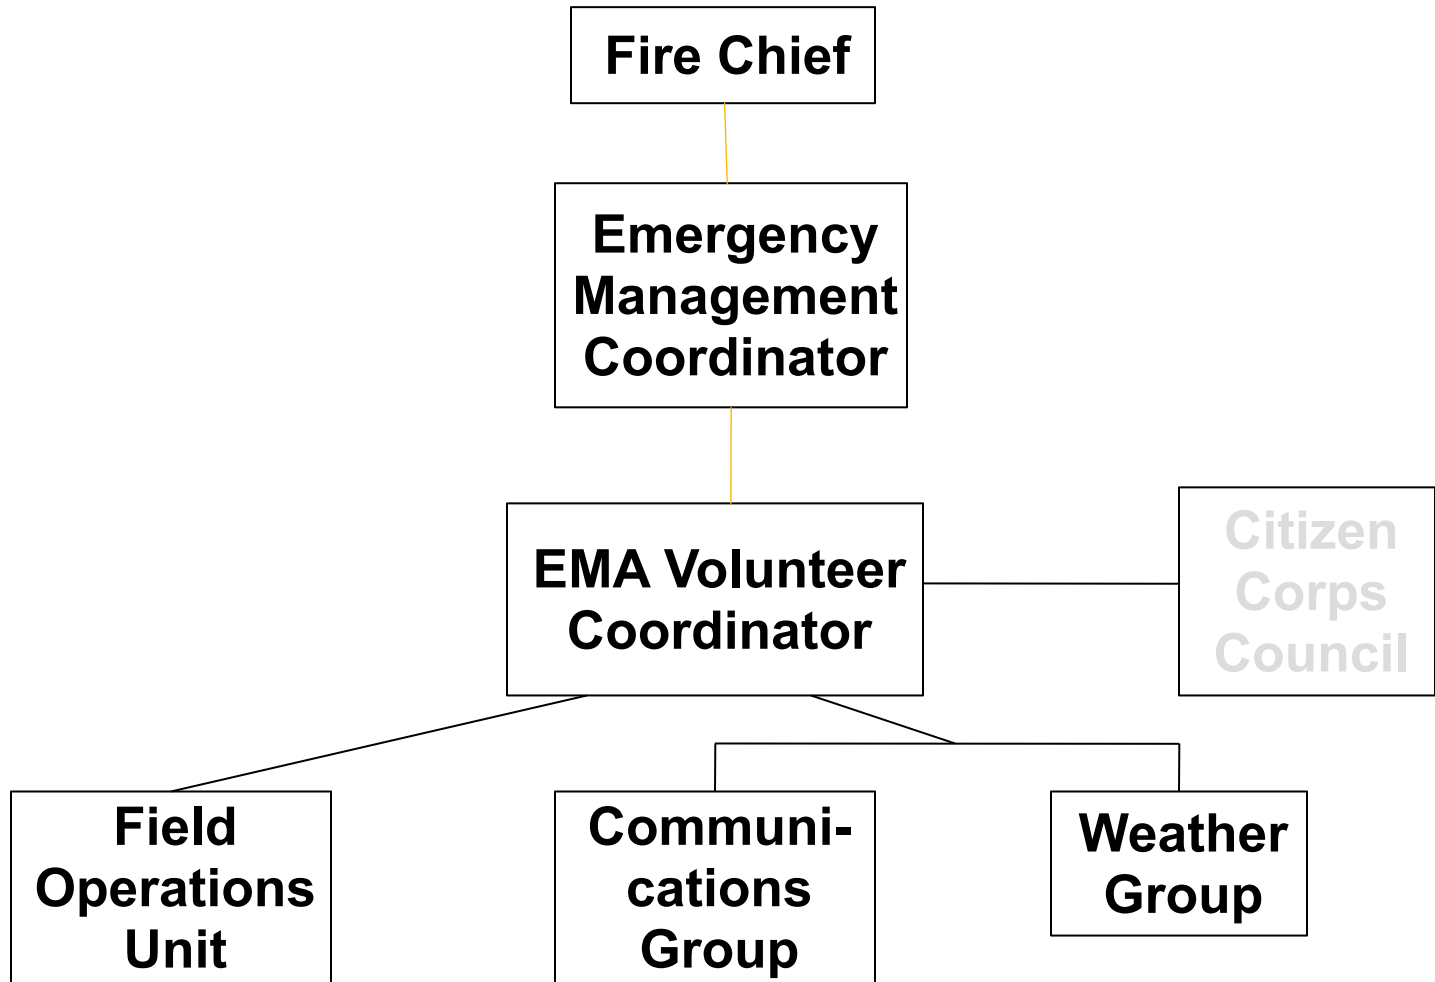 Fire Chief
Emergency
Management
Coordinator
EMA Volunteer
Coordinator
Citizen
Corps
Council
Field
Operations
Unit
Communi-
cations
Group
Weather
Group